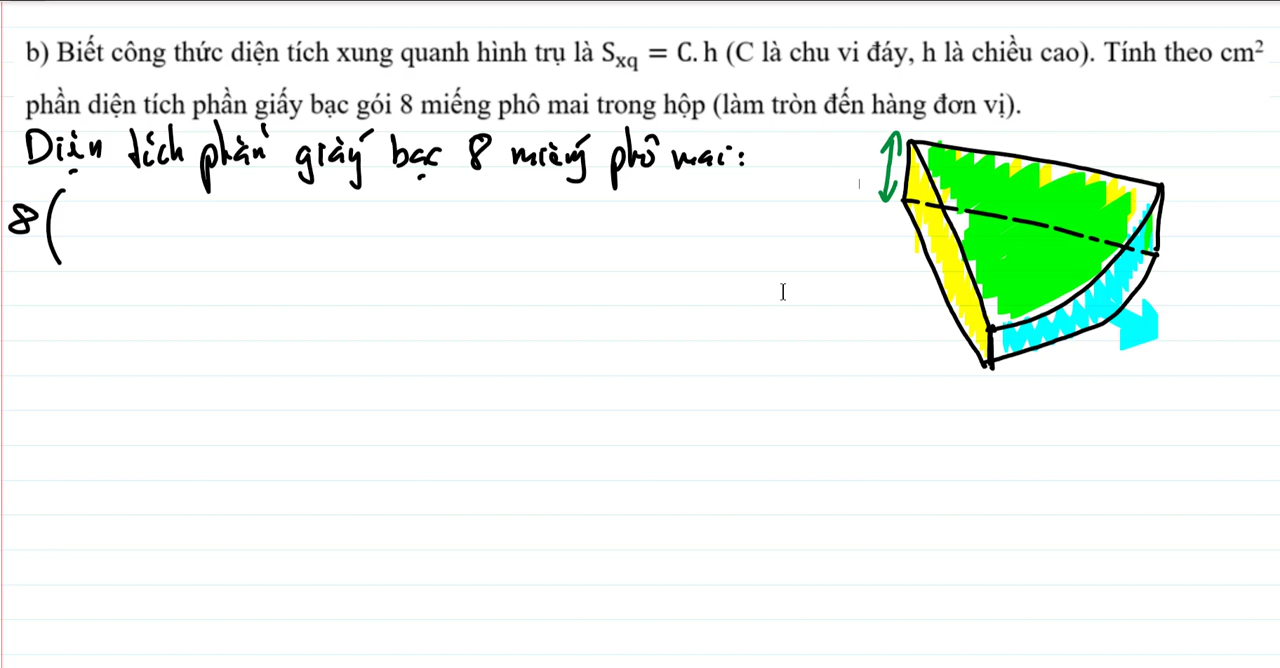 b) Biết công thức diện tích xung quanh hình trụ là Sxq = C. h (C là chu vi đáy, h là chiều cao). Tính theo cm²
phần diện tích phần giấy bạc gói 8 miếng phô mai trong hộp (làm tròn đến hàng đơn vị).
Diện tích phần giấy bạc 8 miếng phô mai:
8(